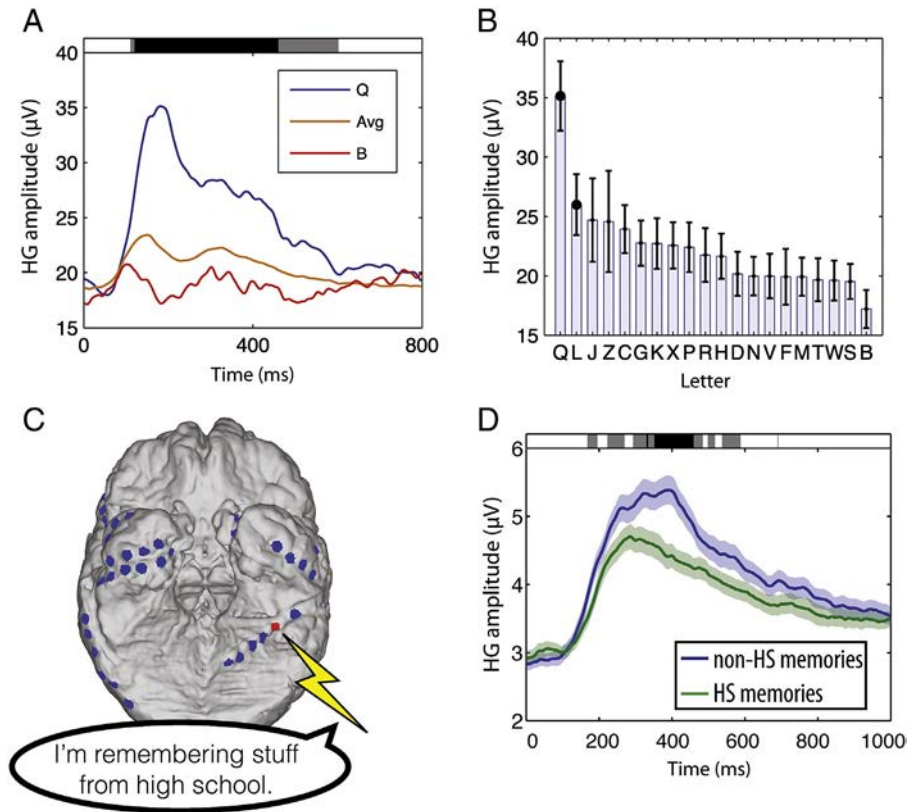 A
40
35
30
25
20
15
HG amplitude (μV)
0
400
800
Time (ms)
Q
Avg
B
B
40
35
30
25
20
15
HG amplitude (μV)
Q L J Z C G K X P R H D N V F M T W S B
Letter
C
I'm remembering stuff
from high school.
D
6
5
4
3
2
HG amplitude (μV)
0 200 400 600 800 1000
Time (ms)
non-HS memories
HS memories